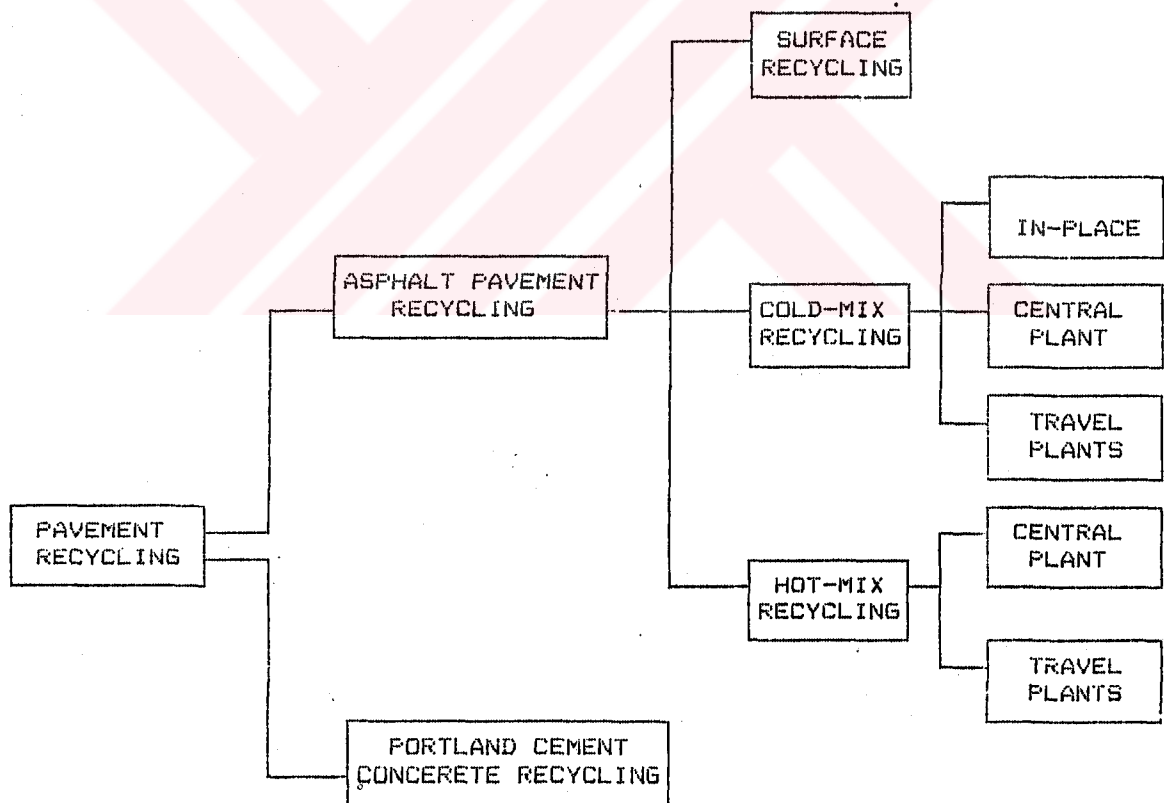 SURFACE
RECYCLING
IN-PLACE
ASPHALT PAVEMENT
RECYCLING
COLD-MIX
RECYCLING
CENTRAL
PLANT
TRAVEL
PLANTS
PAVEMENT
RECYCLING
CENTRAL
PLANT
HOT-MIX
RECYCLING
TRAVEL
PLANTS
PORTLAND CEMENT
CONCERETE RECYCLING